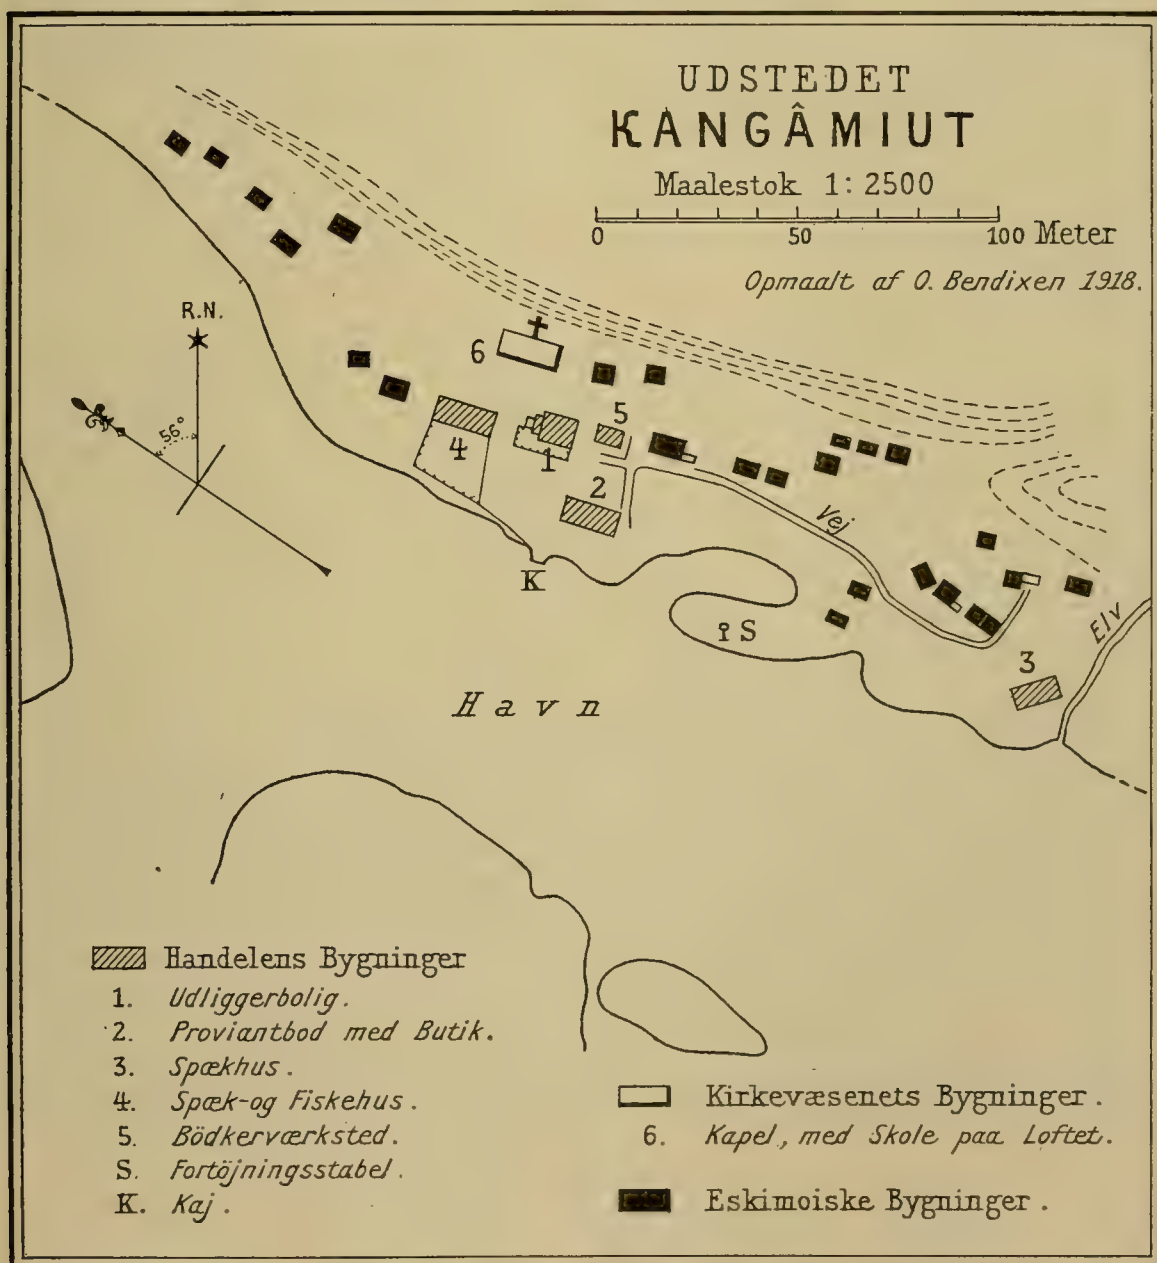 UDSTEDET
KANGÂMIUT
Maalestok 1:2500
0 50 100 Meter
Opmaalt af O. Bendixen 1918.
R.N.
56°
6
5
4
1
2
Vej
K
S
Elv
3
Havn
Handelens Bygninger
1. Udliggerbolig.
2. Proviantbod med Butik.
3. Spækhus.
4. Spæk-og Fiskehus.
5. Bödkerværksted.
S. Fortöjningsstabel.
K. Kaj.
Kirkevæsenets Bygninger.
6. Kapel, med Skole paa Loftet.
Eskimoiske Bygninger.